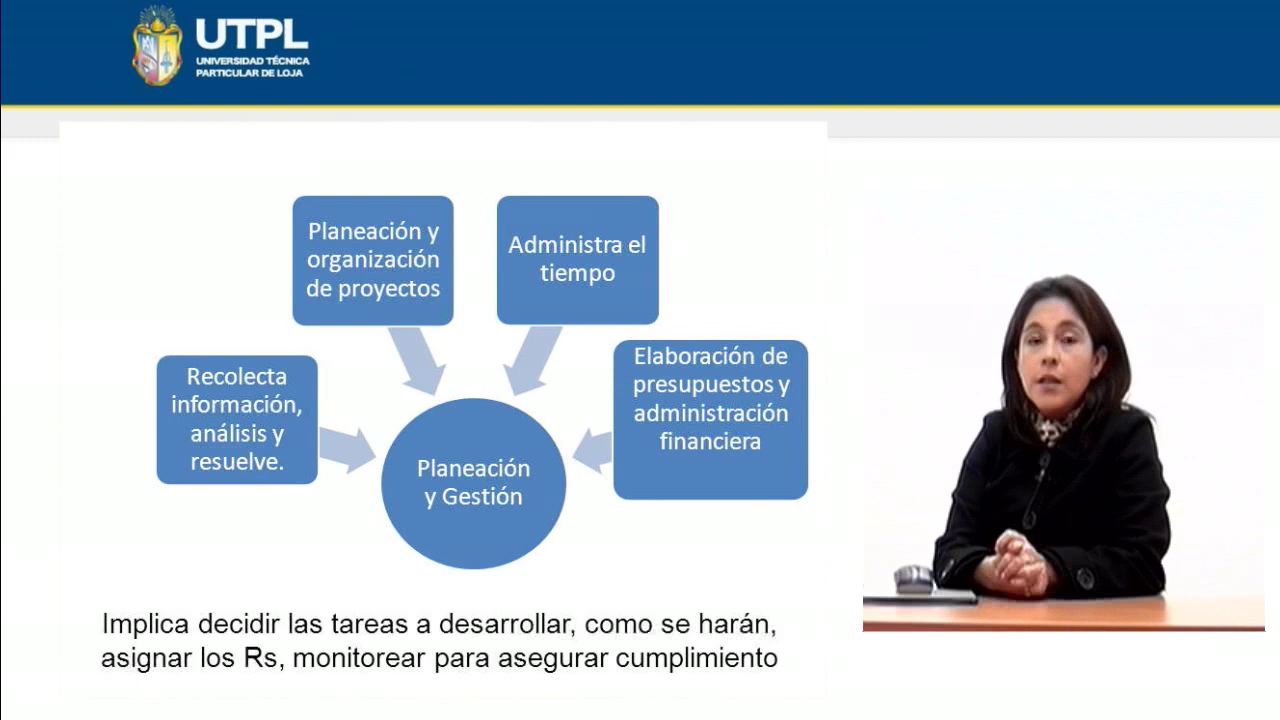 UTPL
UNIVERSIDAD TÉCNICA
PARTICULAR DE LOJA
Planeación y
organización
de proyectos
Administra el
tiempo
Recolecta
información,
análisis y
resuelve.
Elaboración de
presupuestos y
administración
financiera
Planeación
y Gestión
Implica decidir las tareas a desarrollar, como se harán,
asignar los Rs, monitorear para asegurar cumplimiento